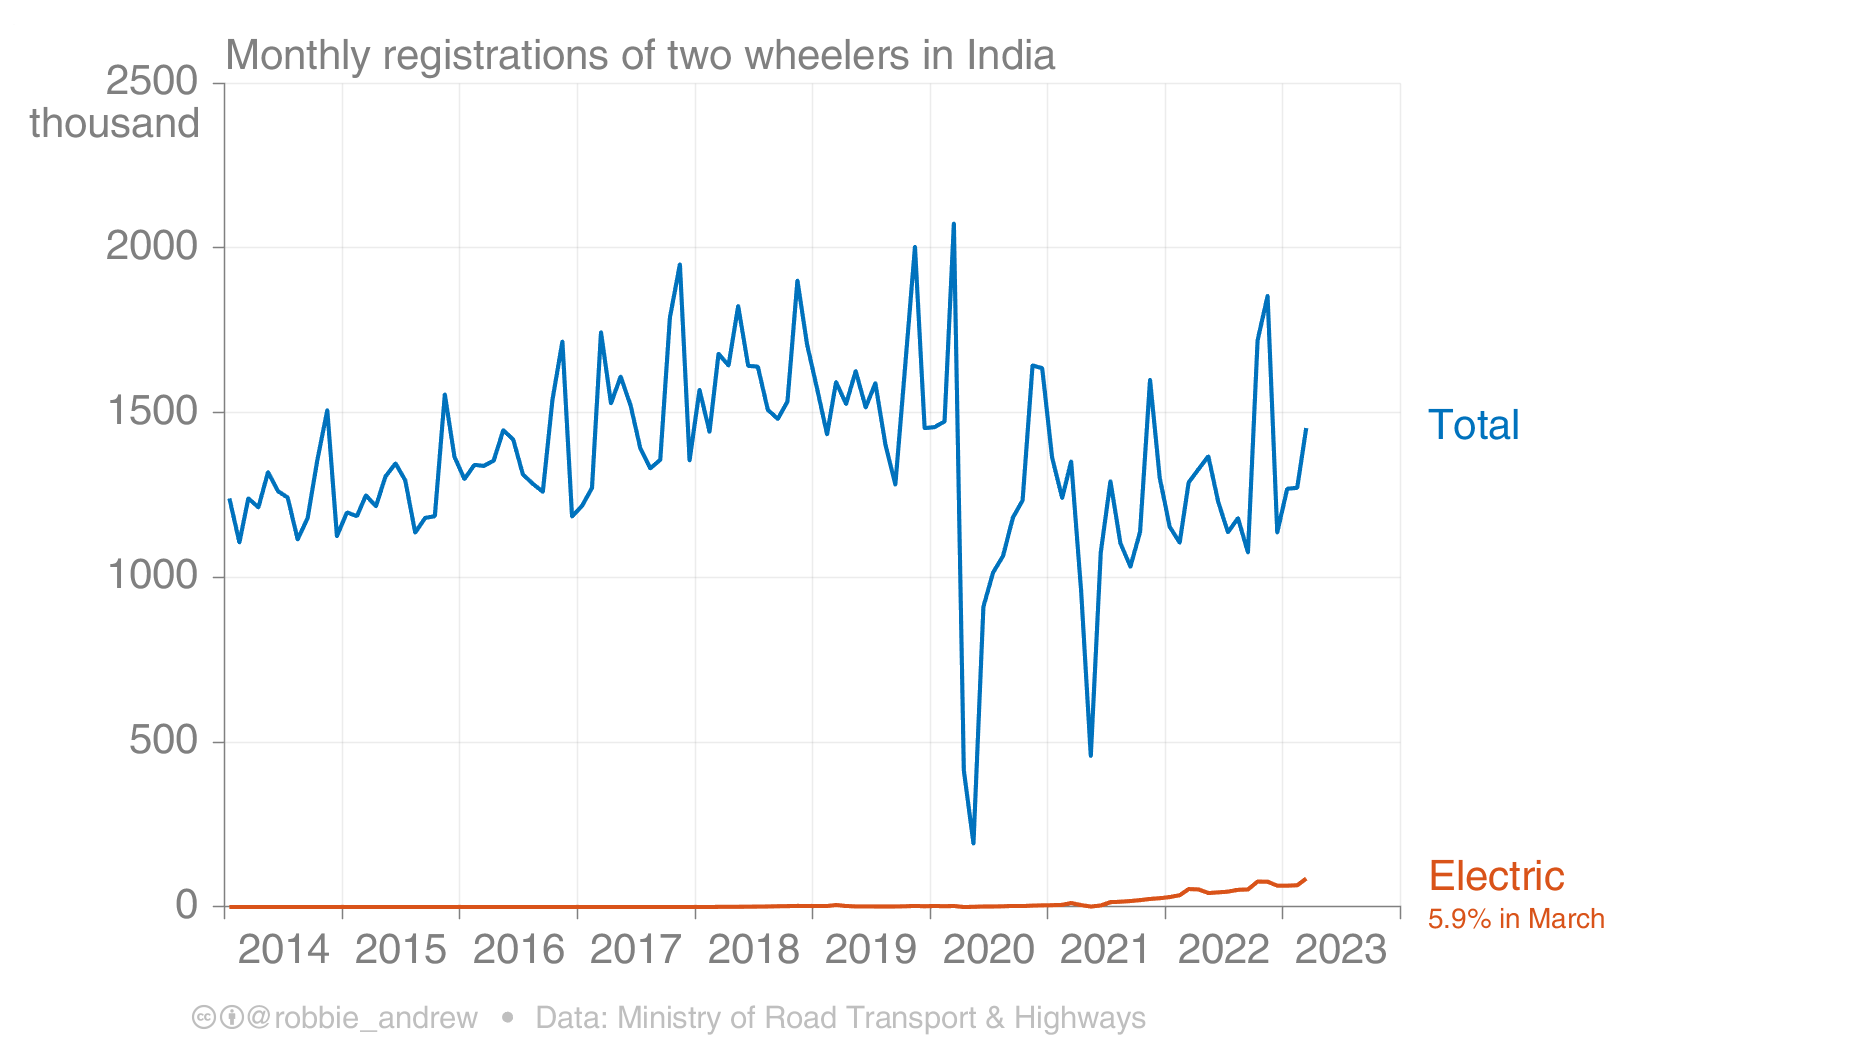 Monthly registrations of two wheelers in India
2500
thousand
2000
1500
1000
500
0
Total
Electric
5.9% in March
2014 2015 2016 2017 2018 2019 2020 2021 2022 2023
@robbie_andrew • Data: Ministry of Road Transport & Highways